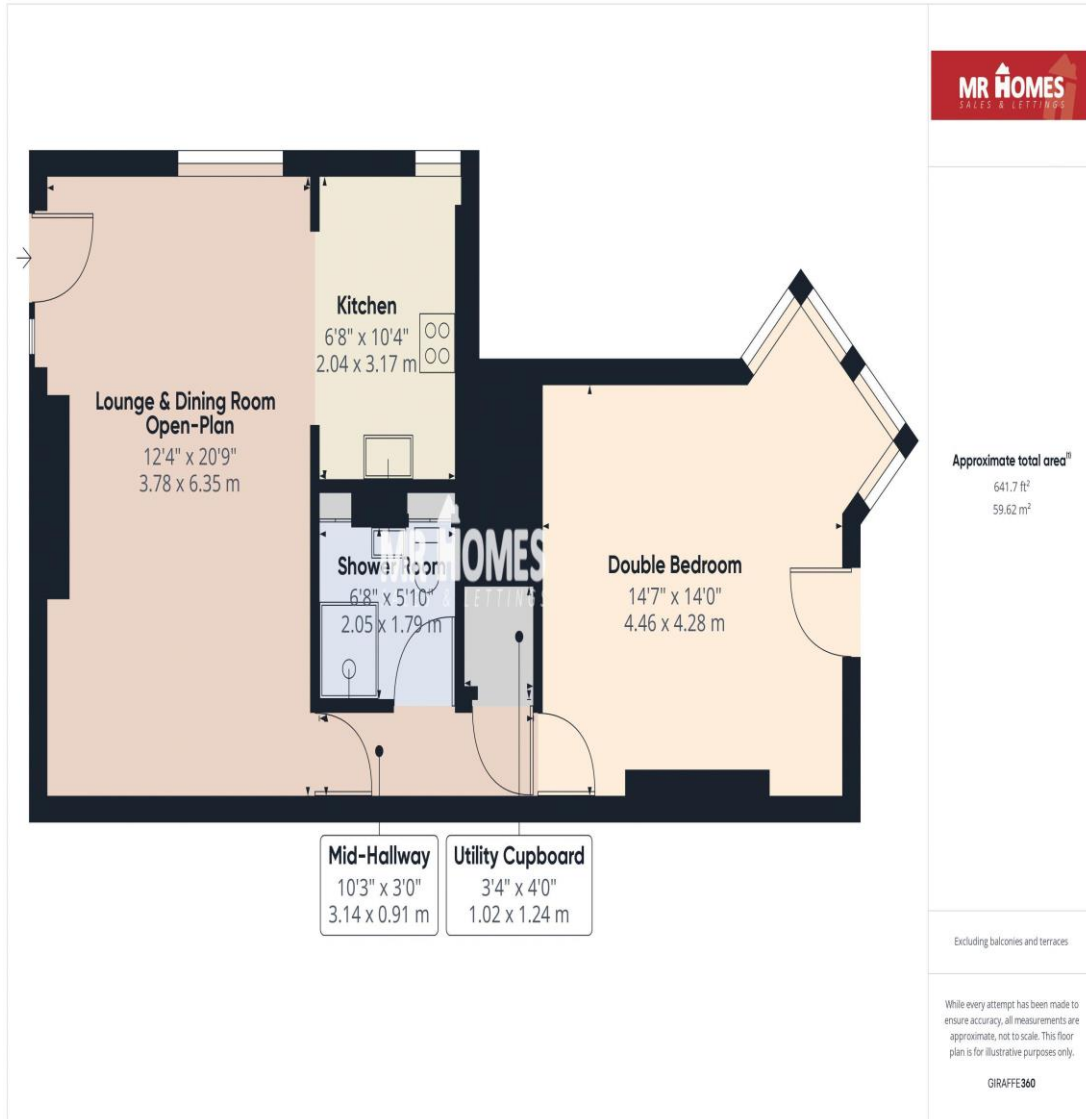 MR HOMES
SALES & LETTINGS
Kitchen
6'8" x 10'4"
2.04 x 3.17 m
Lounge & Dining Room
Open-Plan
12'4" x 20'9"
3.78 x 6.35 m
Approximate total area⁽¹⁾
641.7 ft²
59.62 m²
MR HOMES
& LETTINGS
Shower Room
6'8" x 5'10"
2.05 x 1.79 m
Double Bedroom
14'7" x 14'0"
4.46 x 4.28 m
Mid-Hallway
10'3" x 3'0"
3.14 x 0.91 m
Utility Cupboard
3'4" x 4'0"
1.02 x 1.24 m
Excluding balconies and terraces
While every attempt has been made to
ensure accuracy, all measurements are
approximate, not to scale. This floor
plan is for illustrative purposes only.
GIRAFFE360